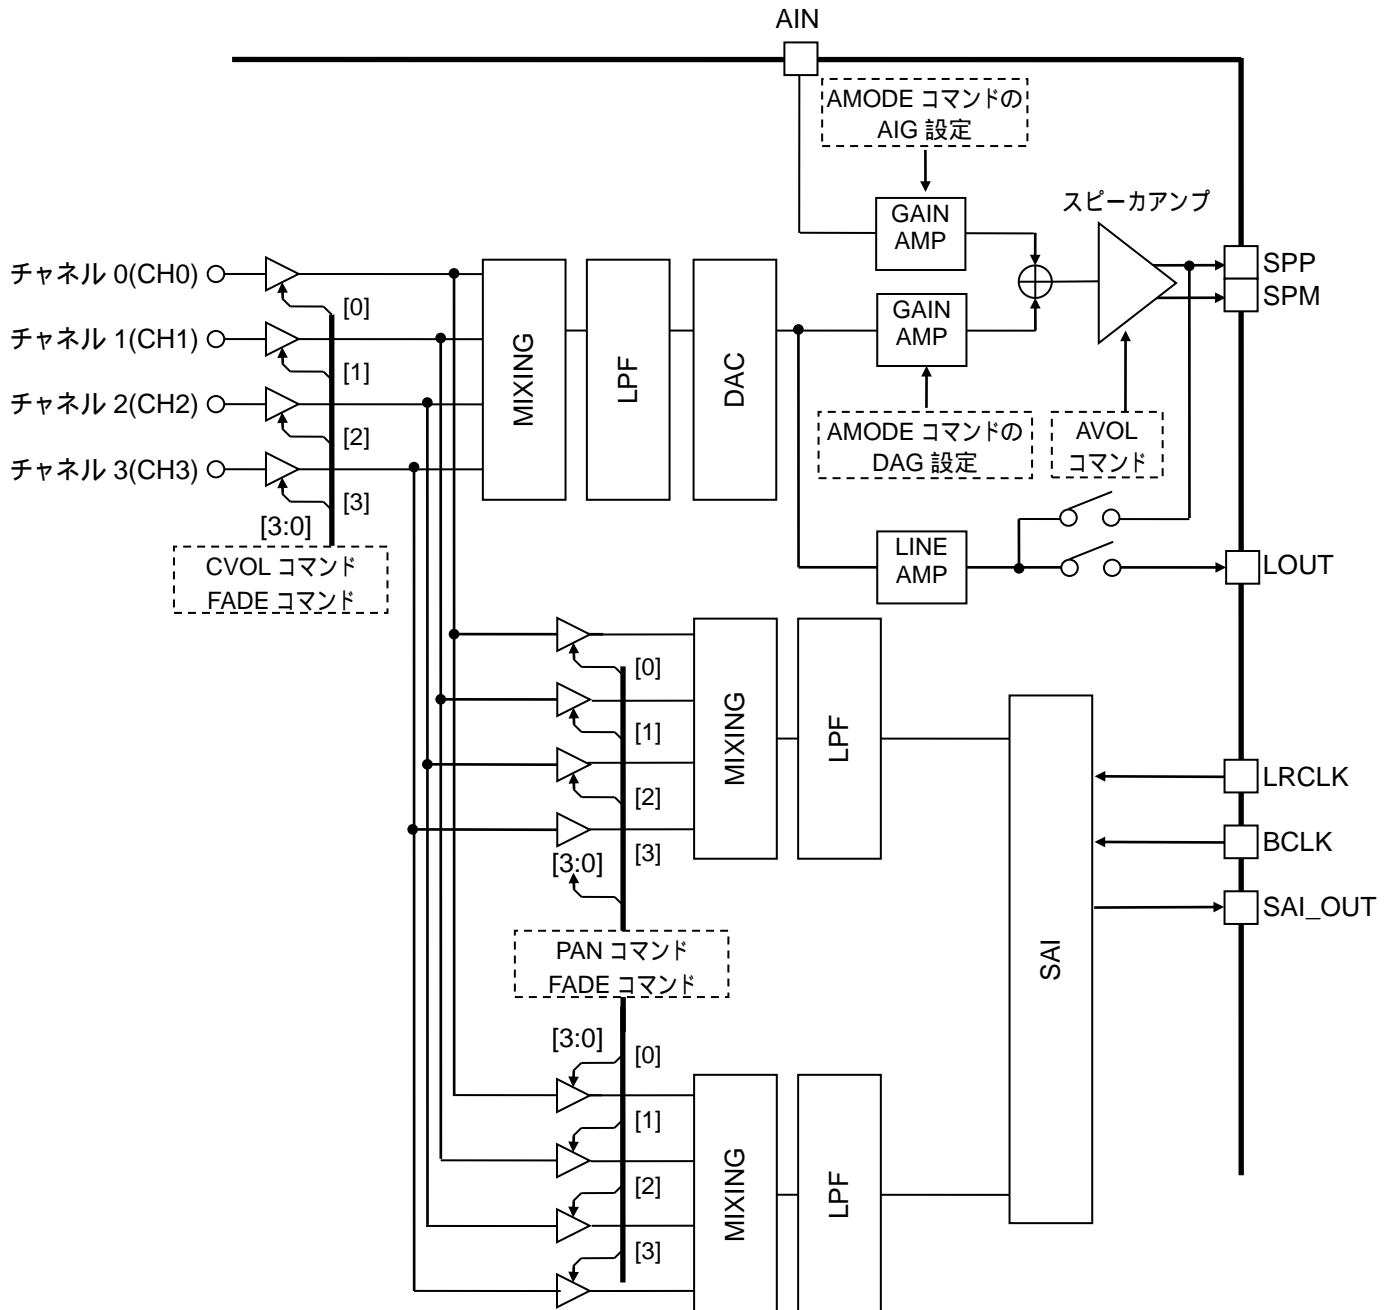 AIN
AMODE コマンドの
AIG 設定
GAIN
AMP
スピーカアンプ
SPP
SPM
チャネル 0(CH0)
[0]
チャネル 1(CH1)
[1]
チャネル 2(CH2)
[2]
チャネル 3(CH3)
[3]
[3:0]
CVOL コマンド
FADE コマンド
MIXING
LPF
DAC
GAIN
AMP
AMODE コマンドの
DAG 設定
AVOL
コマンド
LINE
AMP
LOUT
[0]
[1]
[2]
[3]
[3:0]
MIXING
LPF
PAN コマンド
FADE コマンド
SAI
LRCLK
BCLK
SAI_OUT
[3:0]
[0]
[1]
[2]
[3]
MIXING
LPF